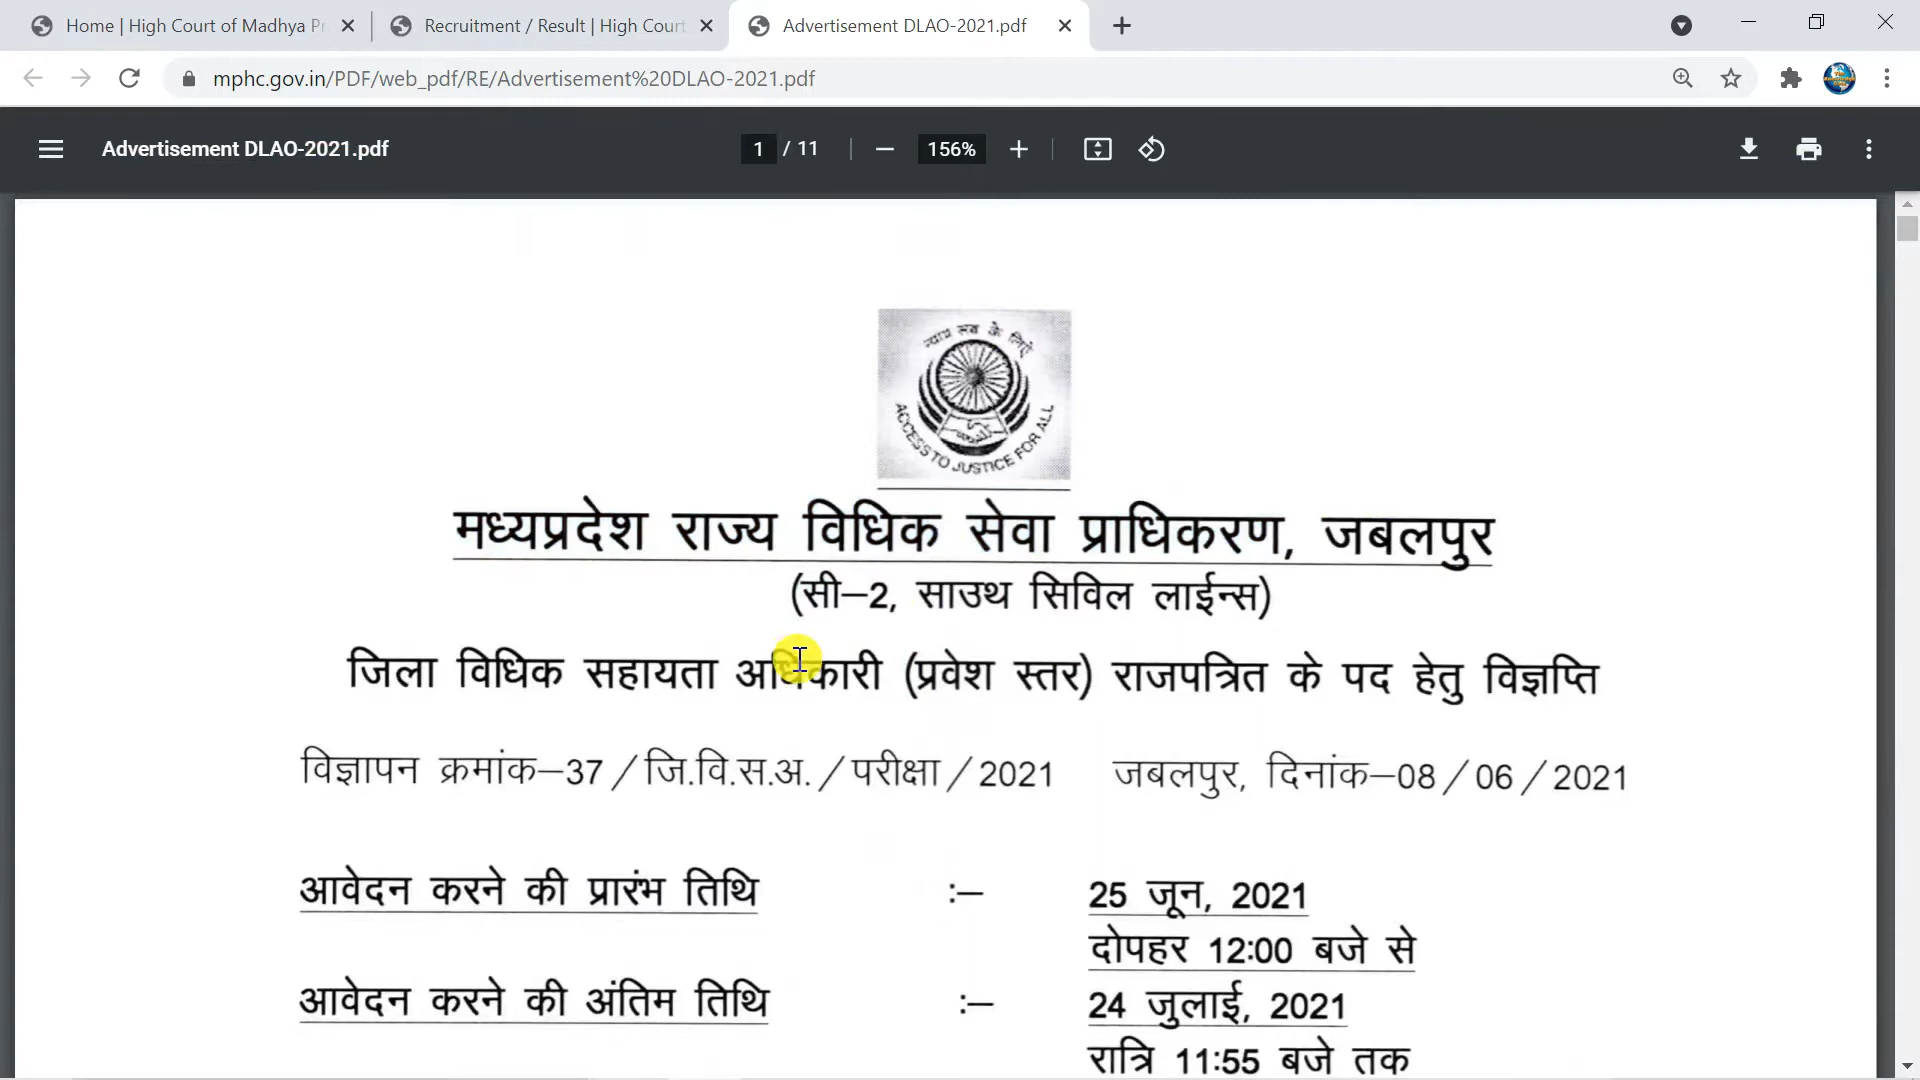 Home | High Court of Madhya Pr
Recruitment / Result | High Court
Advertisement DLAO-2021.pdf
mphc.gov.in/PDF/web_pdf/RE/Advertisement%20DLAO-2021.pdf
Advertisement DLAO-2021.pdf
1 / 11
156%
न्याय सब के लिए
ACCESS TO JUSTICE FOR ALL
मध्यप्रदेश राज्य विधिक सेवा प्राधिकरण, जबलपुर
(सी–2, साउथ सिविल लाईन्स)
जिला विधिक सहायता अधिकारी (प्रवेश स्तर) राजपत्रित के पद हेतु विज्ञप्ति
विज्ञापन क्रमांक–37/जि.वि.स.अ./परीक्षा/2021 जबलपुर, दिनांक–08/06/2021
आवेदन करने की प्रारंभ तिथि :– 25 जून, 2021
दोपहर 12:00 बजे से
आवेदन करने की अंतिम तिथि :– 24 जुलाई, 2021
रात्रि 11:55 बजे तक